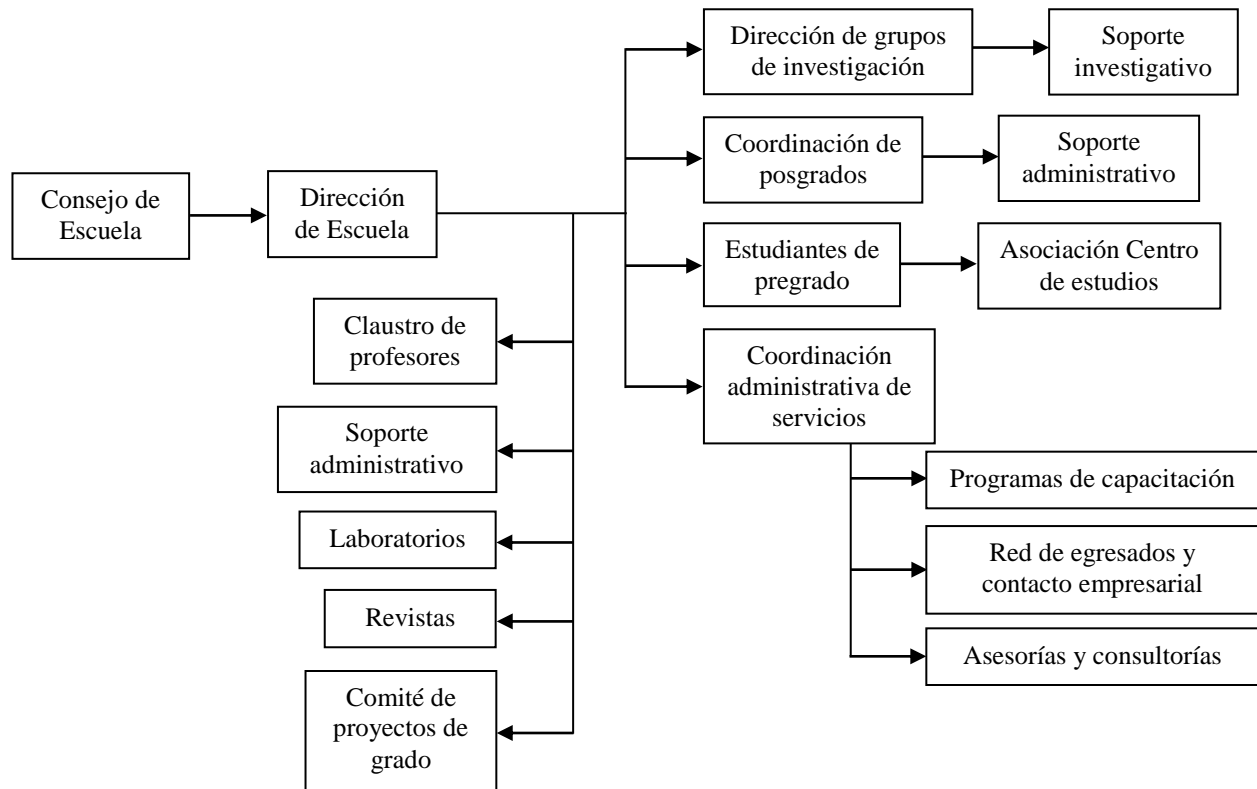 Consejo de
Escuela
Dirección
de Escuela
Dirección de grupos
de investigación
Soporte
investigativo
Coordinación de
posgrados
Soporte
administrativo
Estudiantes de
pregrado
Asociación Centro
de estudios
Coordinación
administrativa de
servicios
Programas de capacitación
Red de egresados y
contacto empresarial
Asesorías y consultorías
Claustro de
profesores
Soporte
administrativo
Laboratorios
Revistas
Comité de
proyectos de
grado